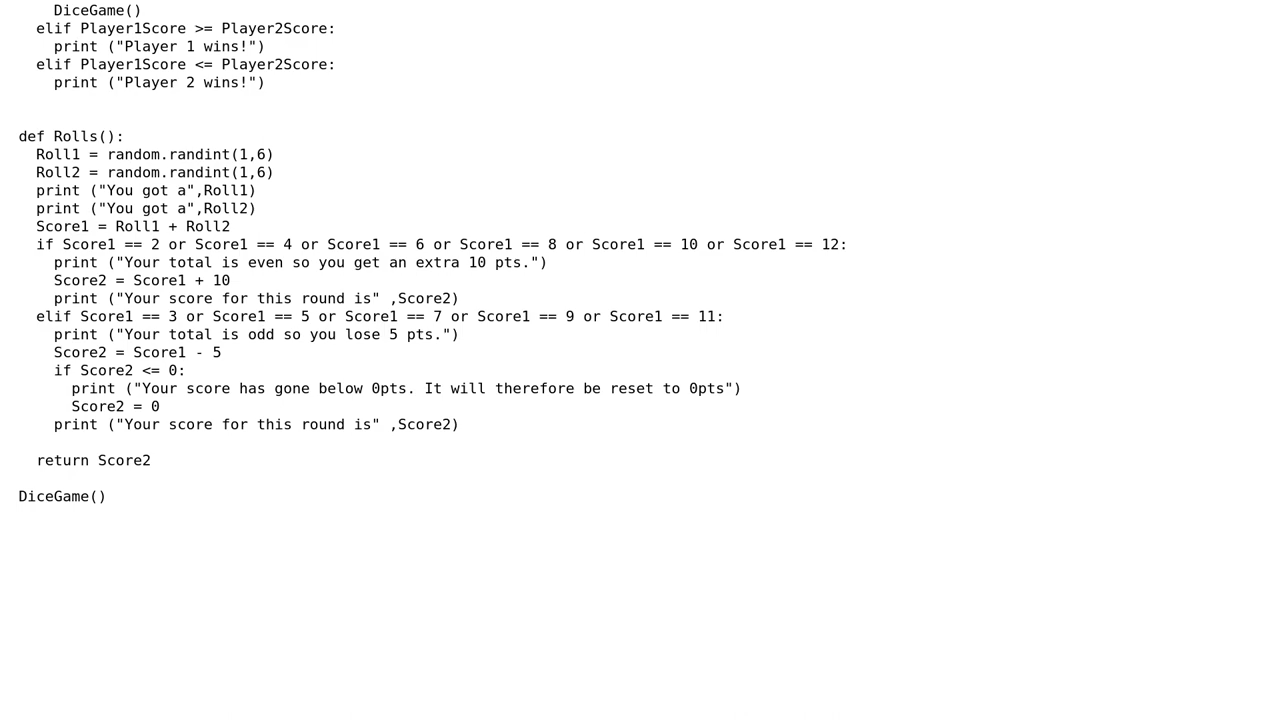 DiceGame()
  elif Player1Score >= Player2Score:
    print ("Player 1 wins!")
  elif Player1Score <= Player2Score:
    print ("Player 2 wins!")


def Rolls():
  Roll1 = random.randint(1,6)
  Roll2 = random.randint(1,6)
  print ("You got a",Roll1)
  print ("You got a",Roll2)
  Score1 = Roll1 + Roll2
  if Score1 == 2 or Score1 == 4 or Score1 == 6 or Score1 == 8 or Score1 == 10 or Score1 == 12:
    print ("Your total is even so you get an extra 10 pts.")
    Score2 = Score1 + 10
    print ("Your score for this round is" ,Score2)
  elif Score1 == 3 or Score1 == 5 or Score1 == 7 or Score1 == 9 or Score1 == 11:
    print ("Your total is odd so you lose 5 pts.")
    Score2 = Score1 - 5
    if Score2 <= 0:
      print ("Your score has gone below 0pts. It will therefore be reset to 0pts")
      Score2 = 0
    print ("Your score for this round is" ,Score2)

  return Score2

DiceGame()